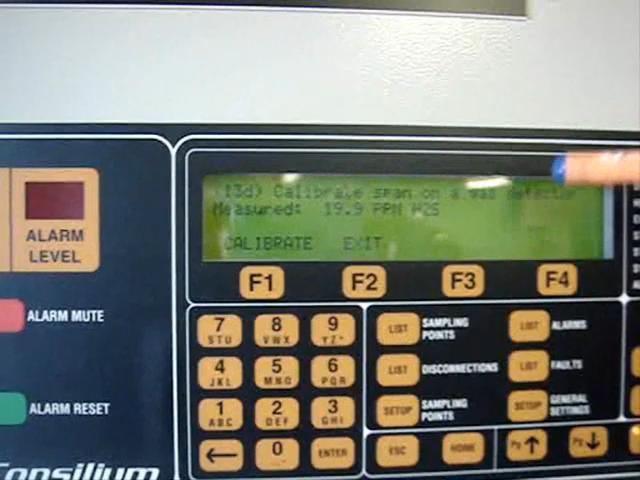 (13d) Calibrate span on a gas detector
Measured: 19.9 PPM H2S
CALIBRATE EXIT
F1 F2 F3 F4
ALARM
LEVEL
ALARM MUTE
ALARM RESET
Consilium
7 STU
8 VWX
9 YZ*
4 JKL
5 MNO
6 PQR
1 ABC
2 DEF
3 GHI
←
0
ENTER
LIST SAMPLING POINTS
LIST ALARMS
LIST DISCONNECTIONS
LIST FAULTS
SETUP SAMPLING POINTS
SETUP GENERAL SETTINGS
ESC HOME Pg↑ Pg↓